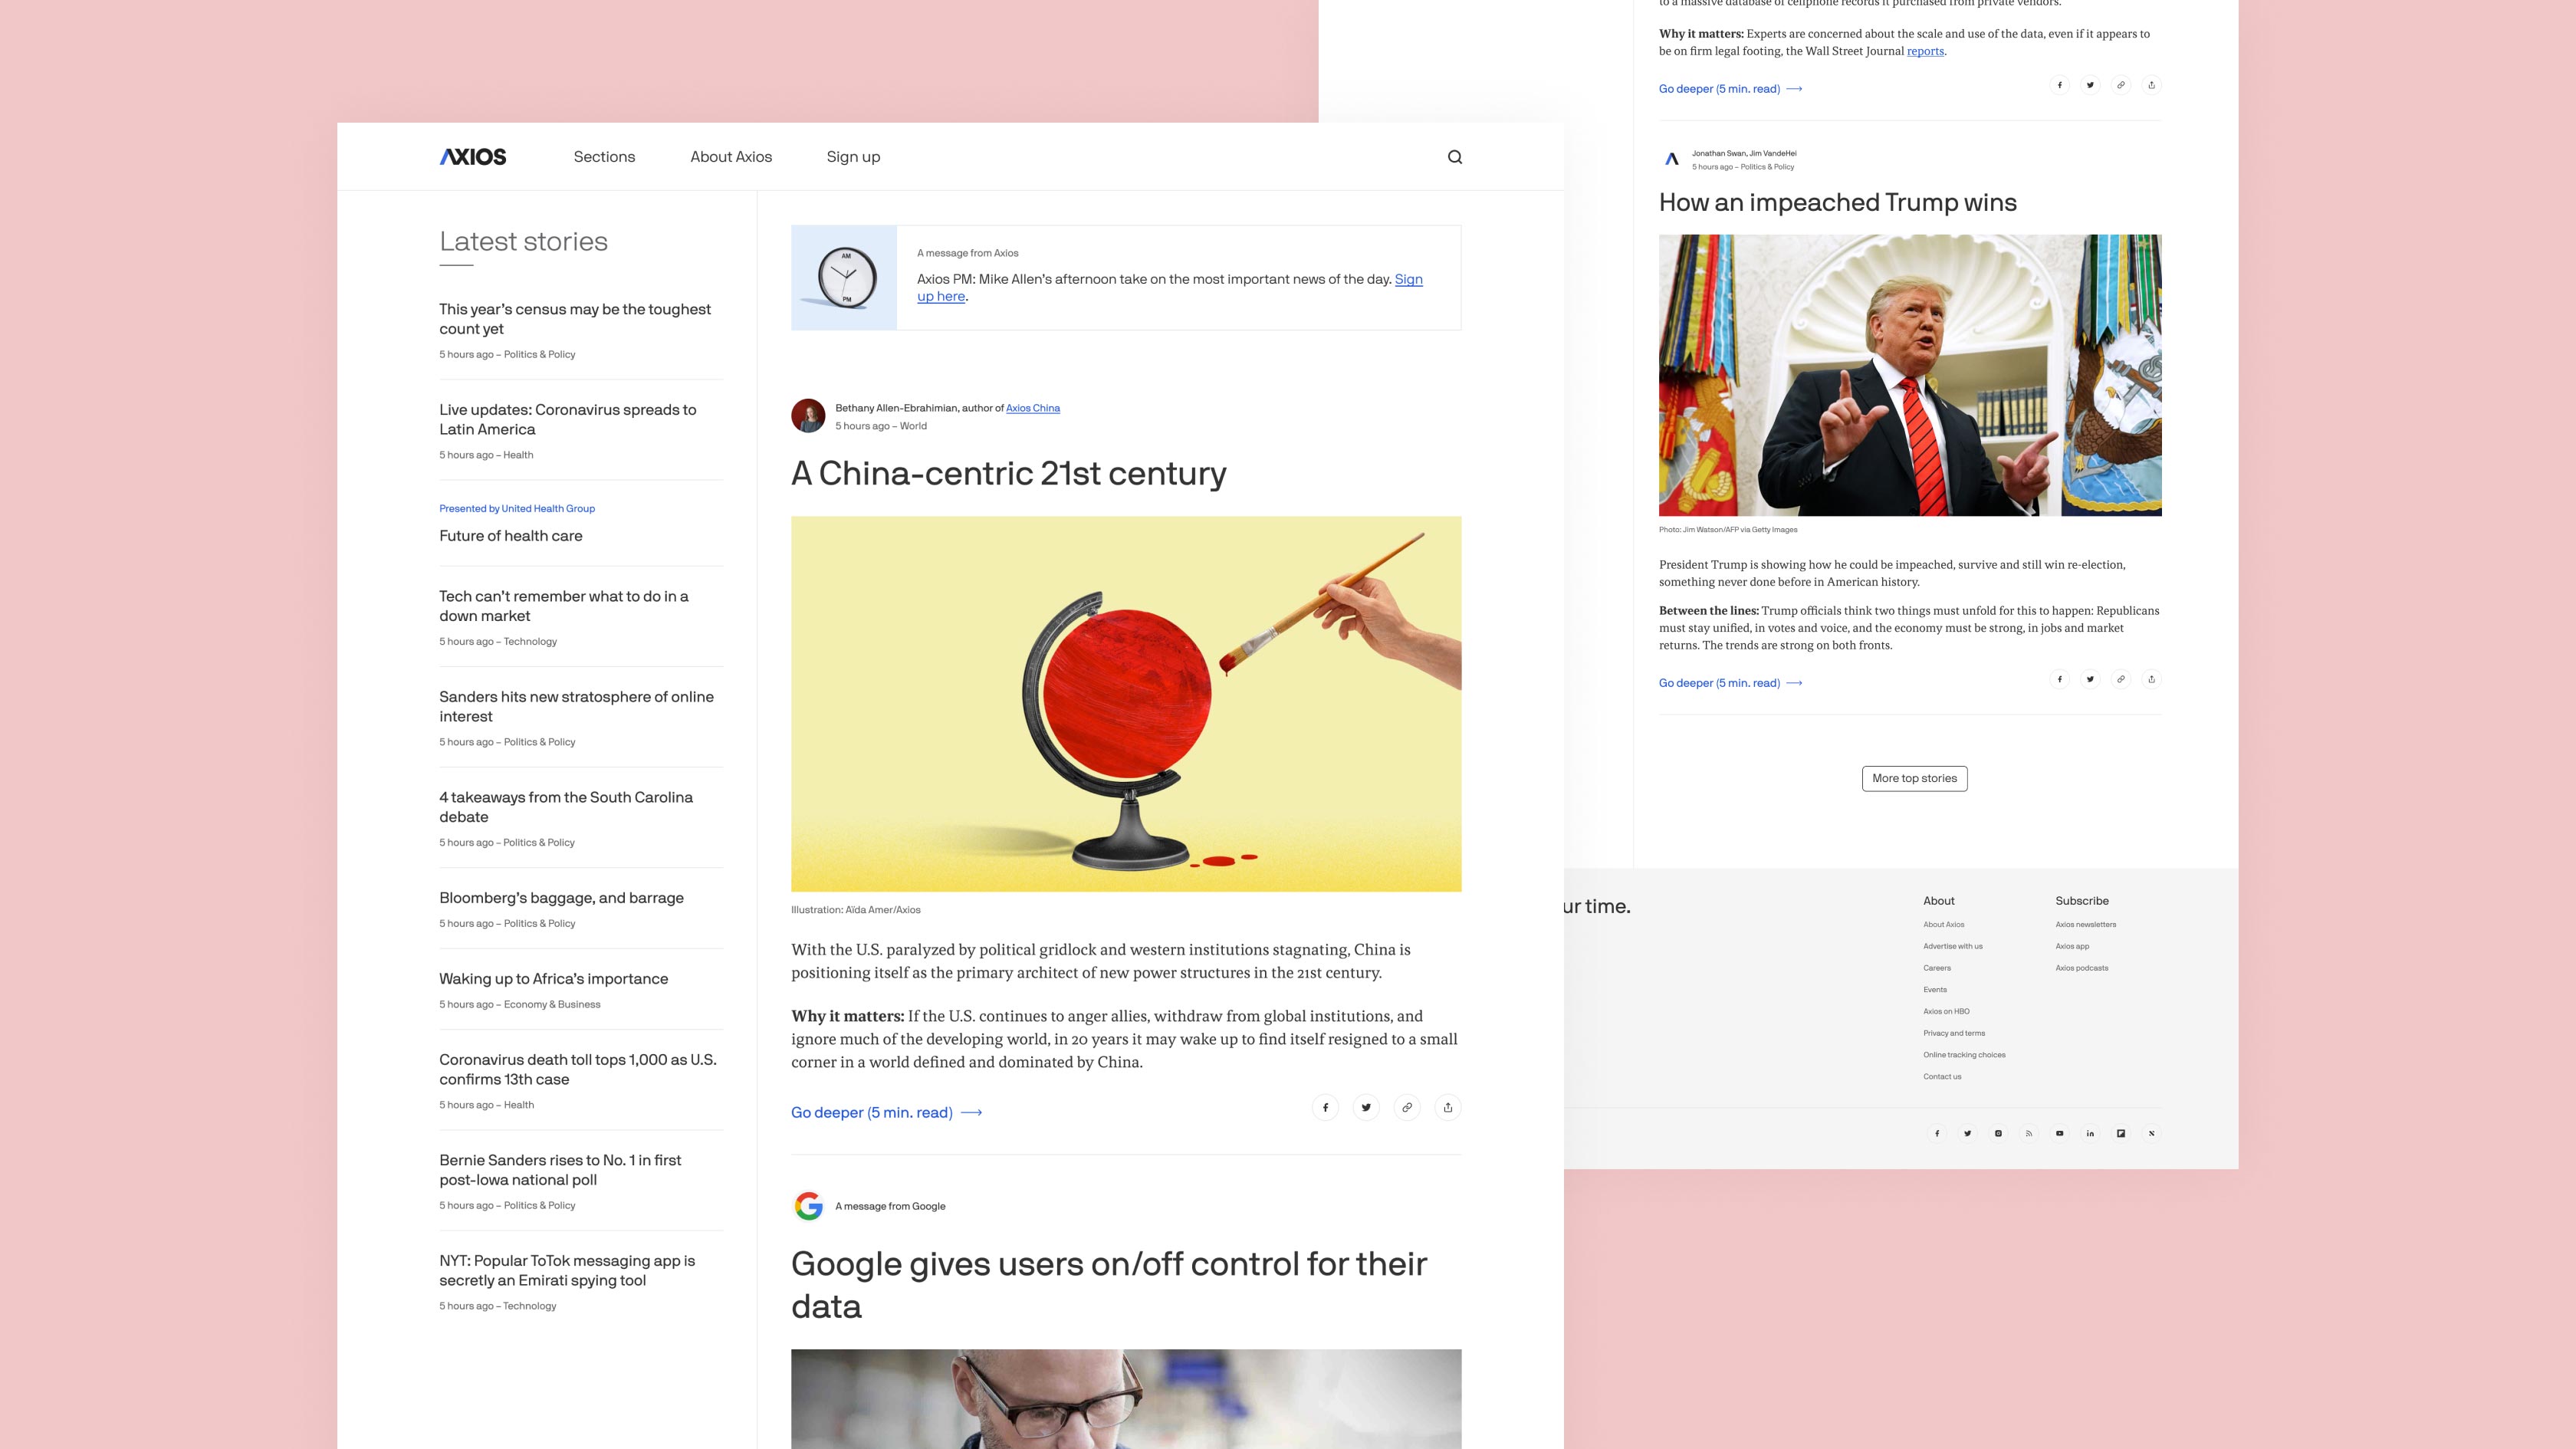 AXIOS
Sections
About Axios
Sign up
Latest stories
This year's census may be the toughest
count yet
5 hours ago – Politics & Policy
Live updates: Coronavirus spreads to
Latin America
5 hours ago – Health
Presented by United Health Group
Future of health care
Tech can't remember what to do in a
down market
5 hours ago – Technology
Sanders hits new stratosphere of online
interest
5 hours ago – Politics & Policy
4 takeaways from the South Carolina
debate
5 hours ago – Politics & Policy
Bloomberg's baggage, and barrage
5 hours ago – Politics & Policy
Waking up to Africa's importance
5 hours ago – Economy & Business
Coronavirus death toll tops 1,000 as U.S.
confirms 13th case
5 hours ago – Health
Bernie Sanders rises to No. 1 in first
post-Iowa national poll
5 hours ago – Politics & Policy
NYT: Popular ToTok messaging app is
secretly an Emirati spying tool
5 hours ago – Technology
AM
PM
A message from Axios
Axios PM: Mike Allen's afternoon take on the most important news of the day. Sign
up here.
Bethany Allen-Ebrahimian, author of Axios China
5 hours ago – World
A China-centric 21st century
Illustration: Aïda Amer/Axios
With the U.S. paralyzed by political gridlock and western institutions stagnating, China is
positioning itself as the primary architect of new power structures in the 21st century.
Why it matters: If the U.S. continues to anger allies, withdraw from global institutions, and
ignore much of the developing world, in 20 years it may wake up to find itself resigned to a small
corner in a world defined and dominated by China.
Go deeper (5 min. read)
A message from Google
Google gives users on/off control for their
data
to a massive database of cellphone records it purchased from private vendors.
Why it matters: Experts are concerned about the scale and use of the data, even if it appears to
be on firm legal footing, the Wall Street Journal reports.
Go deeper (5 min. read)
Jonathan Swan, Jim VandeHei
5 hours ago – Politics & Policy
How an impeached Trump wins
Photo: Jim Watson/AFP via Getty Images
President Trump is showing how he could be impeached, survive and still win re-election,
something never done before in American history.
Between the lines: Trump officials think two things must unfold for this to happen: Republicans
must stay unified, in votes and voice, and the economy must be strong, in jobs and market
returns. The trends are strong on both fronts.
Go deeper (5 min. read)
More top stories
ur time.
About
About Axios
Advertise with us
Careers
Events
Axios on HBO
Privacy and terms
Online tracking choices
Contact us
Subscribe
Axios newsletters
Axios app
Axios podcasts